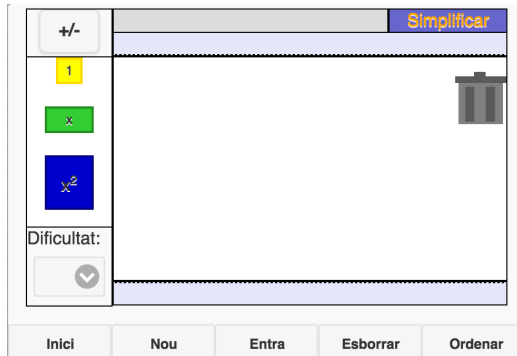 +/-
Simplificar
1
x
x²
Dificultat:
Inici
Nou
Entra
Esborrar
Ordenar